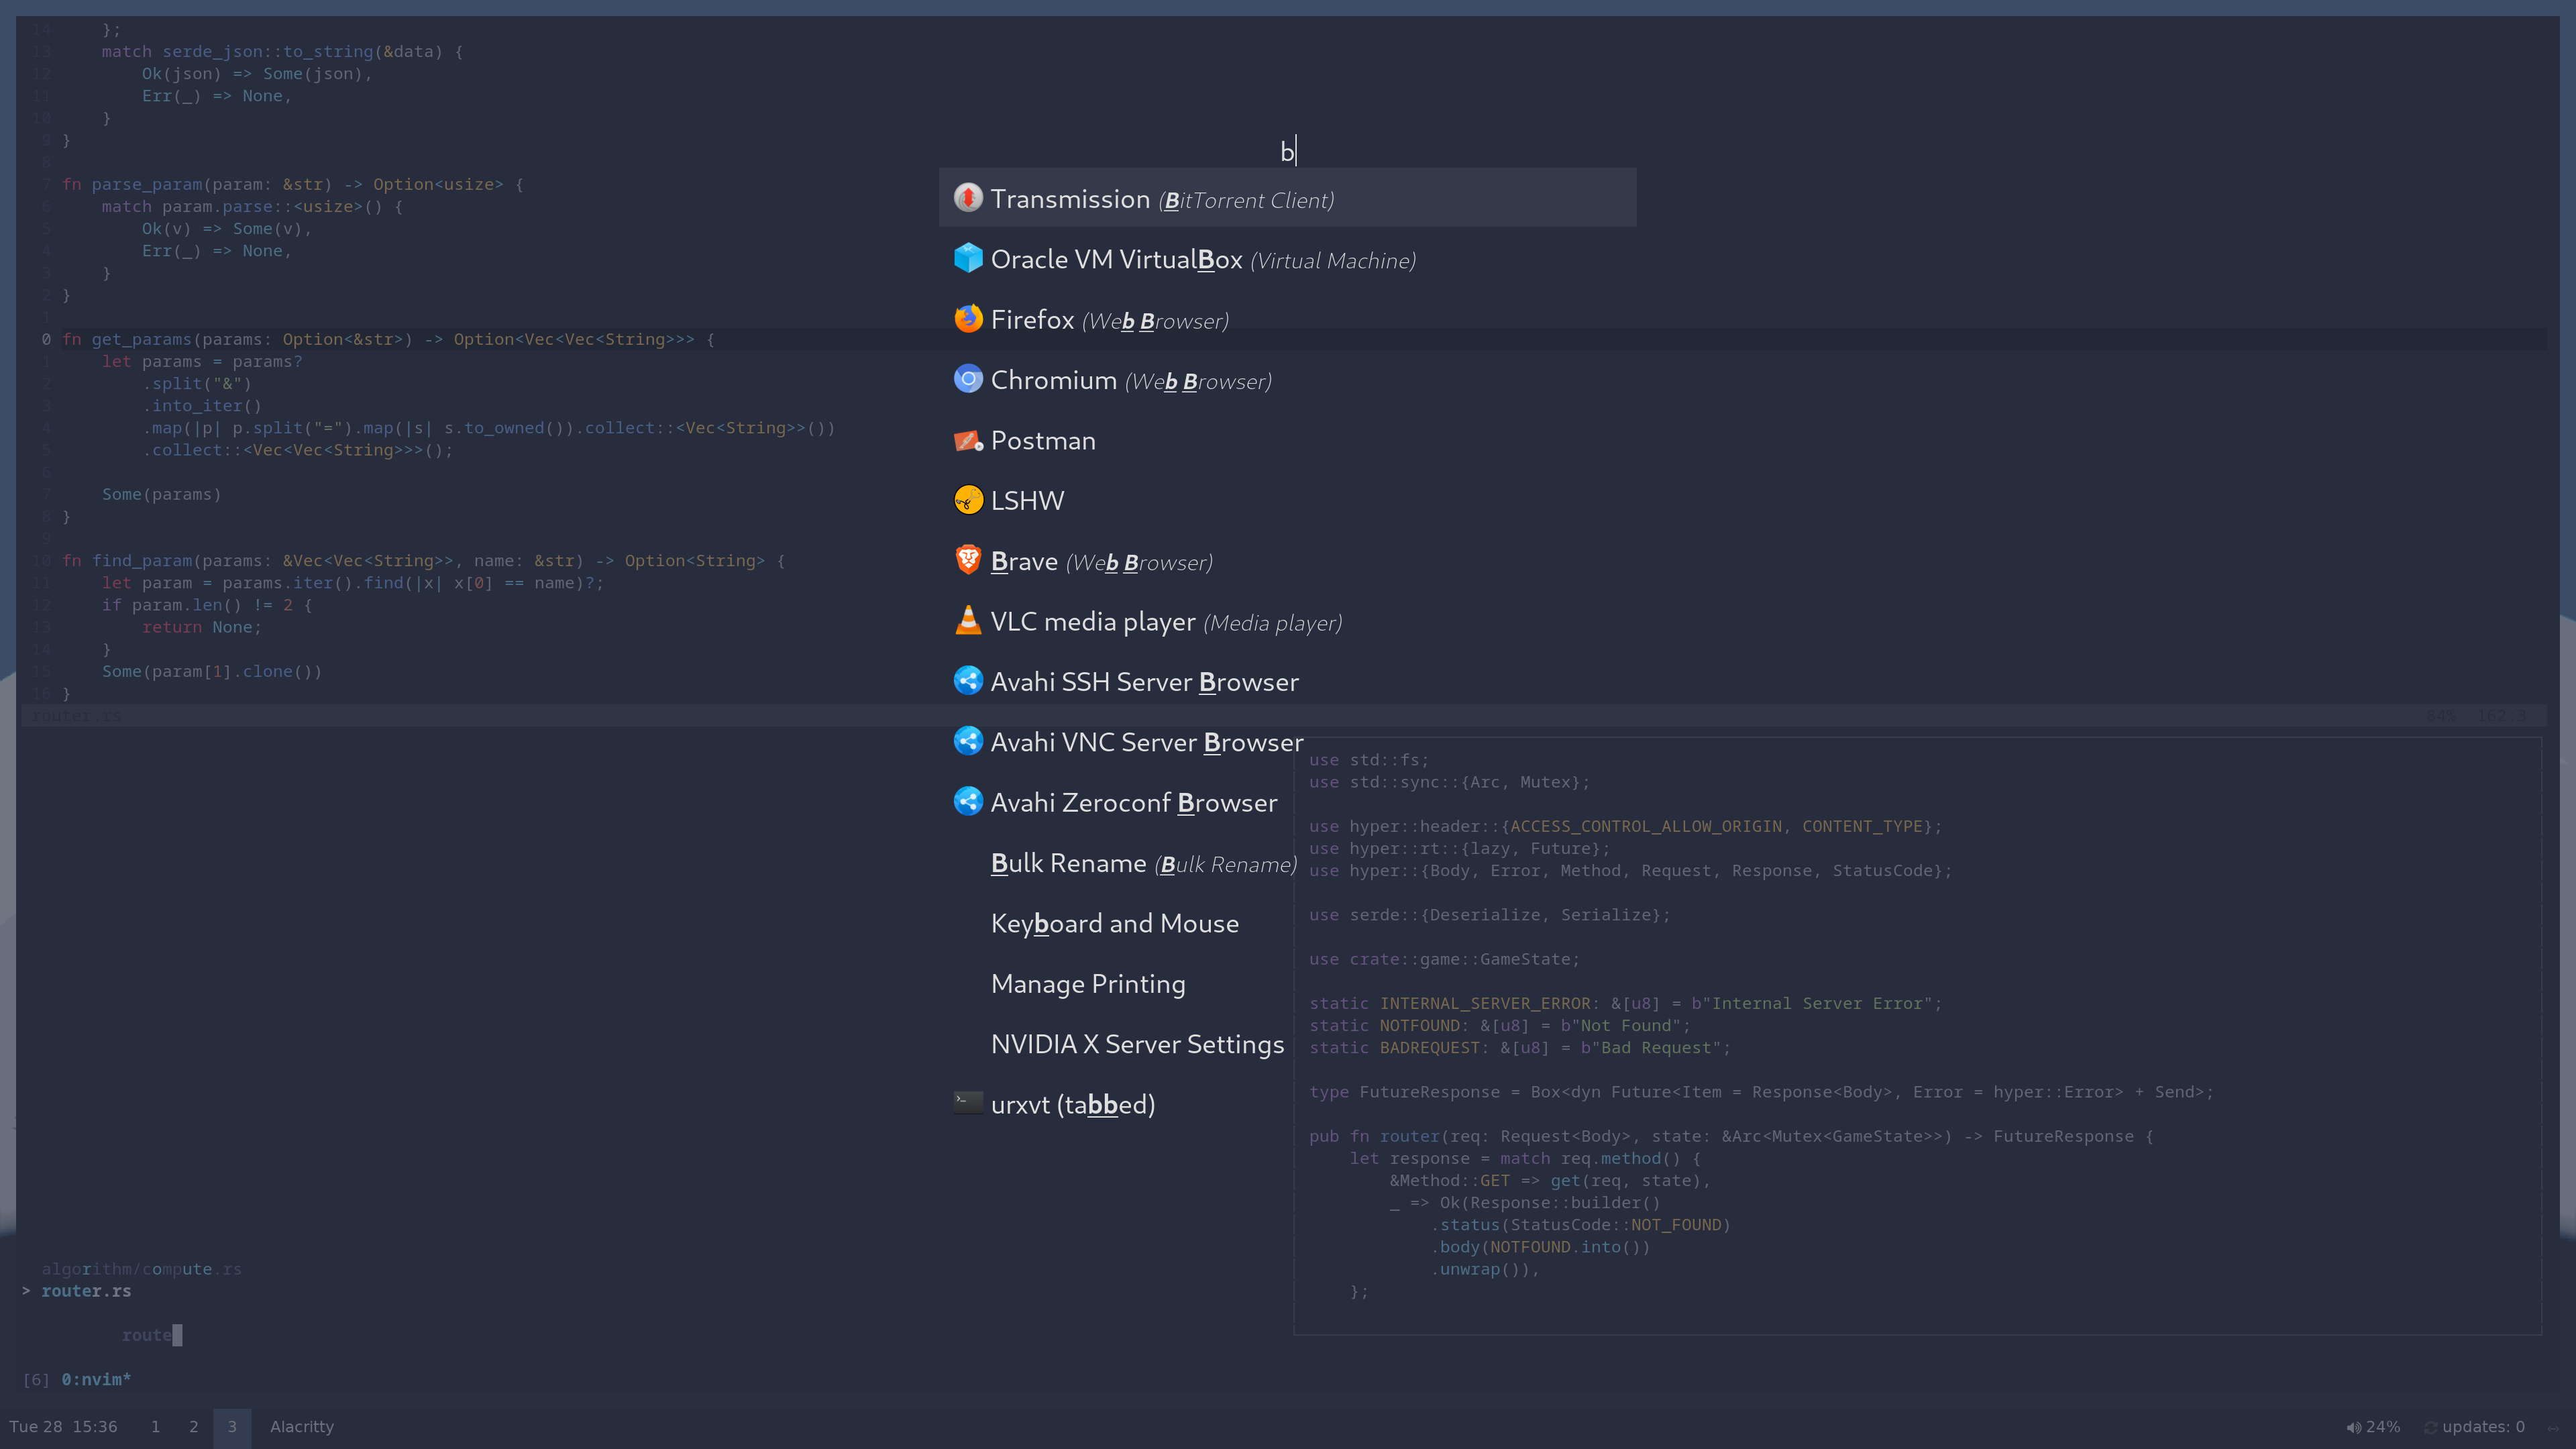 14     };
13     match serde_json::to_string(&data) {
12         Ok(json) => Some(json),
11         Err(_) => None,
10     }
9 }
8
7 fn parse_param(param: &str) -> Option<usize> {
6     match param.parse::<usize>() {
5         Ok(v) => Some(v),
4         Err(_) => None,
3     }
2 }
1
0 fn get_params(params: Option<&str>) -> Option<Vec<Vec<String>>> {
1     let params = params?
2         .split("&")
3         .into_iter()
4         .map(|p| p.split("=").map(|s| s.to_owned()).collect::<Vec<String>>())
5         .collect::<Vec<Vec<String>>>();
6
7     Some(params)
8 }
9
10 fn find_param(params: &Vec<Vec<String>>, name: &str) -> Option<String> {
11     let param = params.iter().find(|x| x[0] == name)?;
12     if param.len() != 2 {
13         return None;
14     }
15     Some(param[1].clone())
16 }
router.rs 84% 162:3
b
Transmission (BitTorrent Client)
Oracle VM VirtualBox (Virtual Machine)
Firefox (Web Browser)
Chromium (Web Browser)
Postman
LSHW
Brave (Web Browser)
VLC media player (Media player)
Avahi SSH Server Browser
Avahi VNC Server Browser
Avahi Zeroconf Browser
Bulk Rename (Bulk Rename)
Keyboard and Mouse
Manage Printing
NVIDIA X Server Settings
urxvt (tabbed)
use std::fs;
use std::sync::{Arc, Mutex};
use hyper::header::{ACCESS_CONTROL_ALLOW_ORIGIN, CONTENT_TYPE};
use hyper::rt::{lazy, Future};
use hyper::{Body, Error, Method, Request, Response, StatusCode};
use serde::{Deserialize, Serialize};
use crate::game::GameState;
static INTERNAL_SERVER_ERROR: &[u8] = b"Internal Server Error";
static NOTFOUND: &[u8] = b"Not Found";
static BADREQUEST: &[u8] = b"Bad Request";
type FutureResponse = Box<dyn Future<Item = Response<Body>, Error = hyper::Error> + Send>;
pub fn router(req: Request<Body>, state: &Arc<Mutex<GameState>>) -> FutureResponse {
    let response = match req.method() {
        &Method::GET => get(req, state),
        _ => Ok(Response::builder()
            .status(StatusCode::NOT_FOUND)
            .body(NOTFOUND.into())
            .unwrap()),
    };
algorithm/compute.rs
> router.rs
route
[6] 0:nvim*
Tue 28 15:36 1 2 3 Alacritty 24% updates: 0